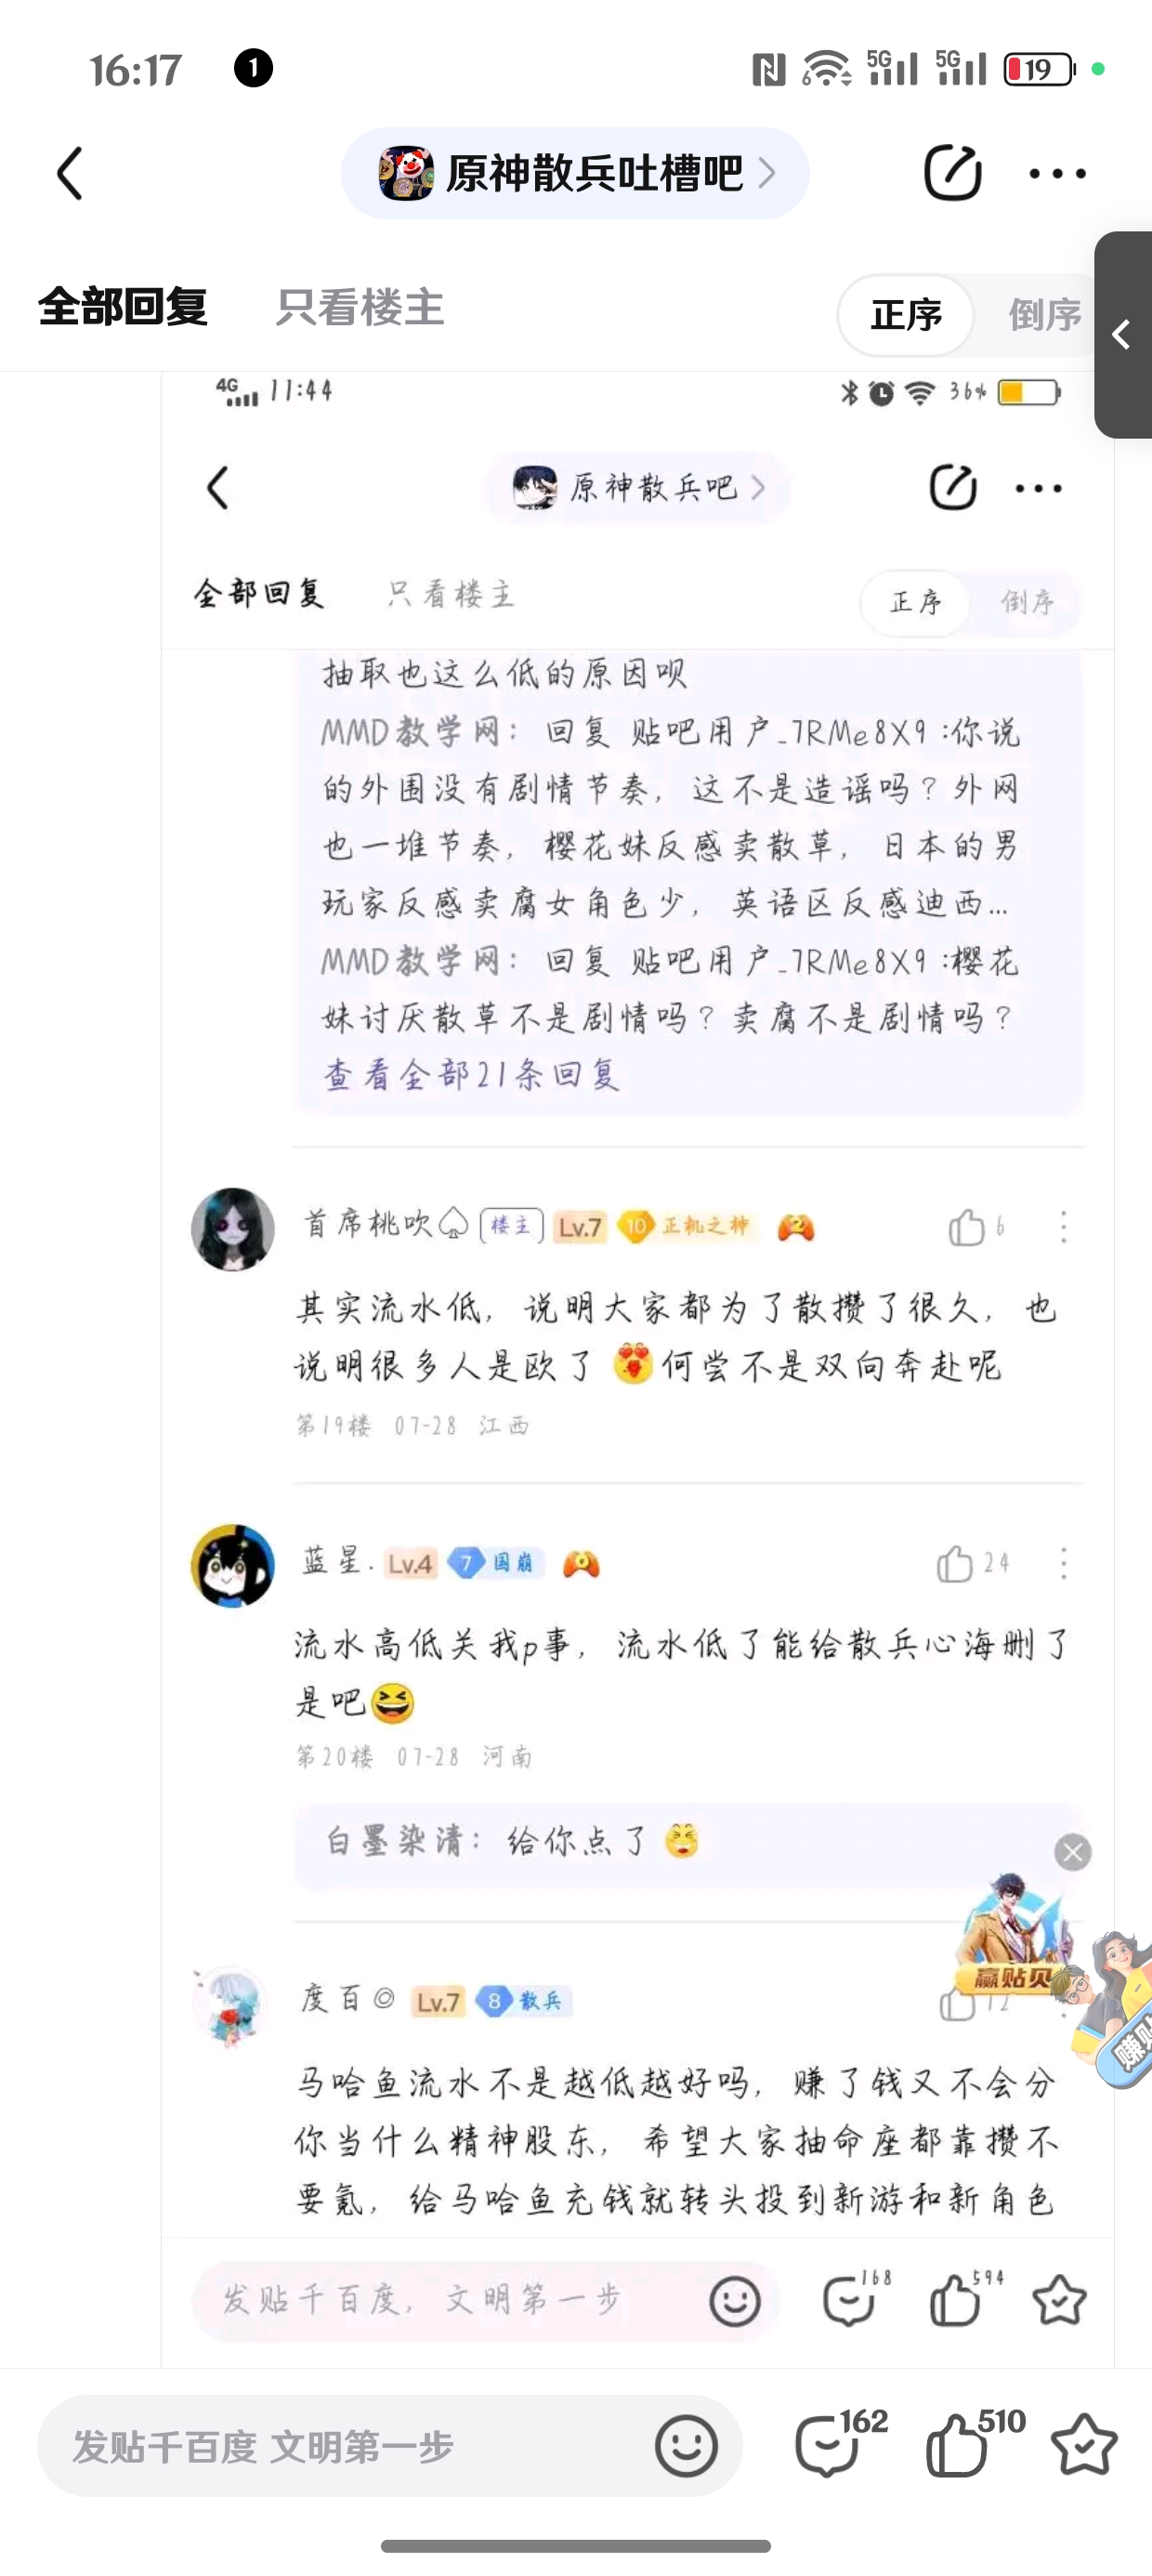 16:17
1
6
5G
5G
19
原神散兵吐槽吧
全部回复
只看楼主
正序
倒序
4G
11:44
36%
原神散兵吧
全部回复
只看楼主
正序
倒序
抽取也这么低的原因呗
MMD教学网：回复 贴吧用户_7RMe8X9 :你说
的外围没有剧情节奏，这不是造谣吗？外网
也一堆节奏，樱花妹反感卖散草，日本的男
玩家反感卖腐女角色少，英语区反感迪西...
MMD教学网：回复 贴吧用户_7RMe8X9 :樱花
妹讨厌散草不是剧情吗？卖腐不是剧情吗？
查看全部21条回复
首席桃吹♤ 楼主 Lv.7 10 正机之神
6
其实流水低，说明大家都为了散攒了很久，也
说明很多人是欧了😍何尝不是双向奔赴呢
第19楼 07-28 江西
蓝星. Lv.4 7 国崩
24
流水高低关我p事，流水低了能给散兵心海删了
是吧😆
第20楼 07-28 河南
白墨染清：给你点了
赢贴贝
度百◎ Lv.7 8 散兵
12
赚贴
马哈鱼流水不是越低越好吗，赚了钱又不会分
你当什么精神股东，希望大家抽命座都靠攒不
要氪，给马哈鱼充钱就转头投到新游和新角色
发贴千百度，文明第一步
168
594
发贴千百度 文明第一步
162
510